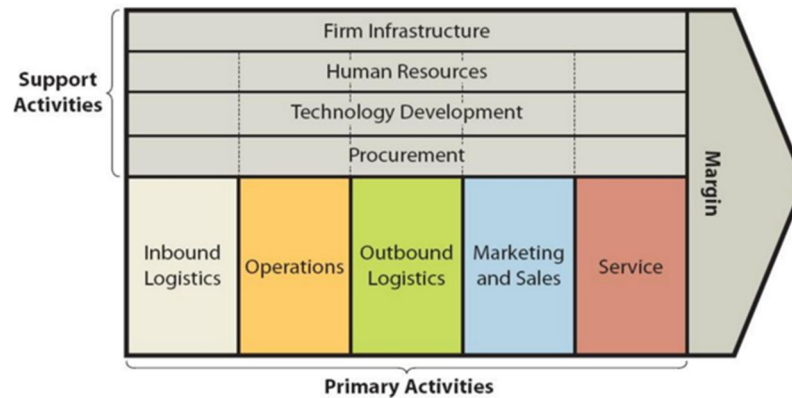 Support
Activities
Firm Infrastructure
Human Resources
Technology Development
Procurement
Inbound
Logistics
Operations
Outbound
Logistics
Marketing
and Sales
Service
Margin
Primary Activities